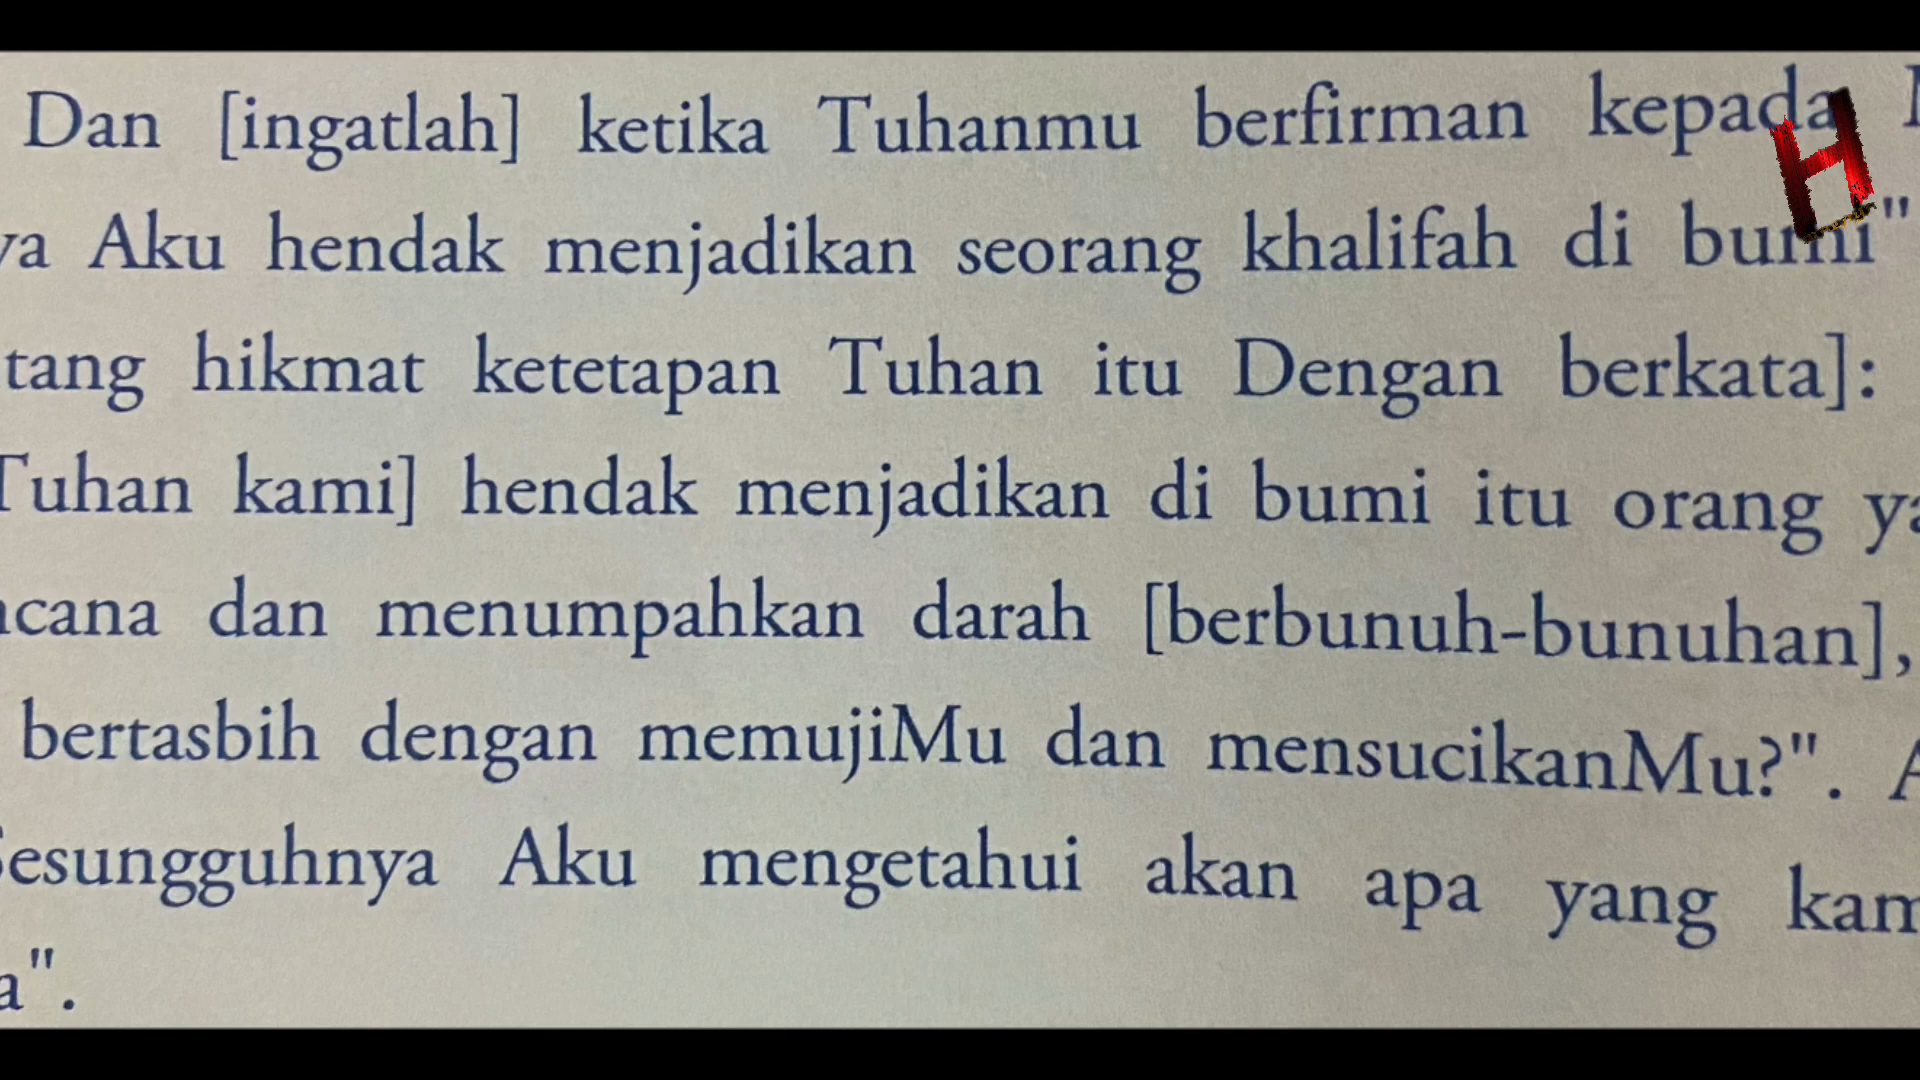 Dan [ingatlah] ketika Tuhanmu berfirman kepada
Aku hendak menjadikan seorang khalifah di bumi"
tang hikmat ketetapan Tuhan itu Dengan berkata]:
Tuhan kami] hendak menjadikan di bumi itu orang
cana dan menumpahkan darah [berbunuh-bunuhan],
bertasbih dengan memujiMu dan mensucikanMu?".
Sesungguhnya Aku mengetahui akan apa yang kam
a".
H